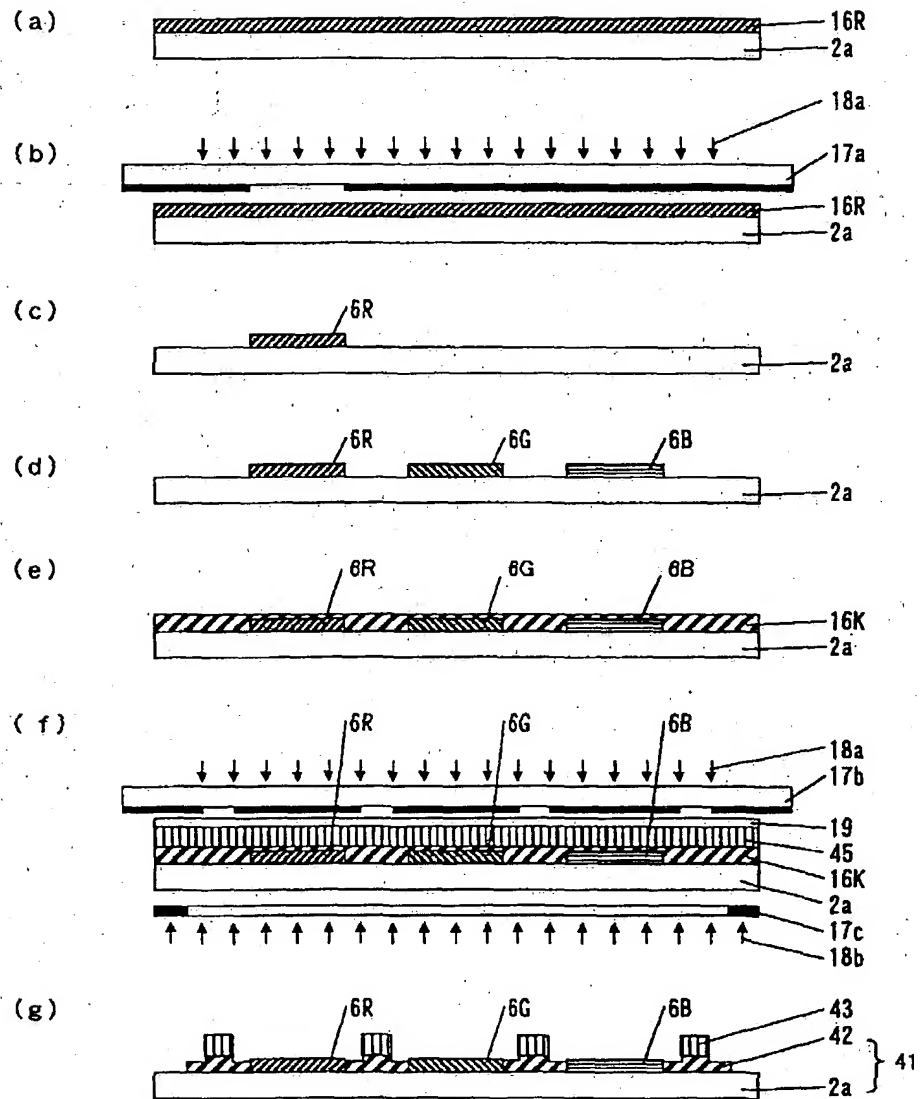 (a)
16R
2a
18a
(b)
17a
16R
2a
(c)
6R
2a
(d)
6R 6G 6B
2a
(e)
6R 6G 6B
16K
2a
(f)
6R 6G 6B
18a
17b
19
45
16K
2a
17c
18b
(g)
6R 6G 6B
43
42
41
2a